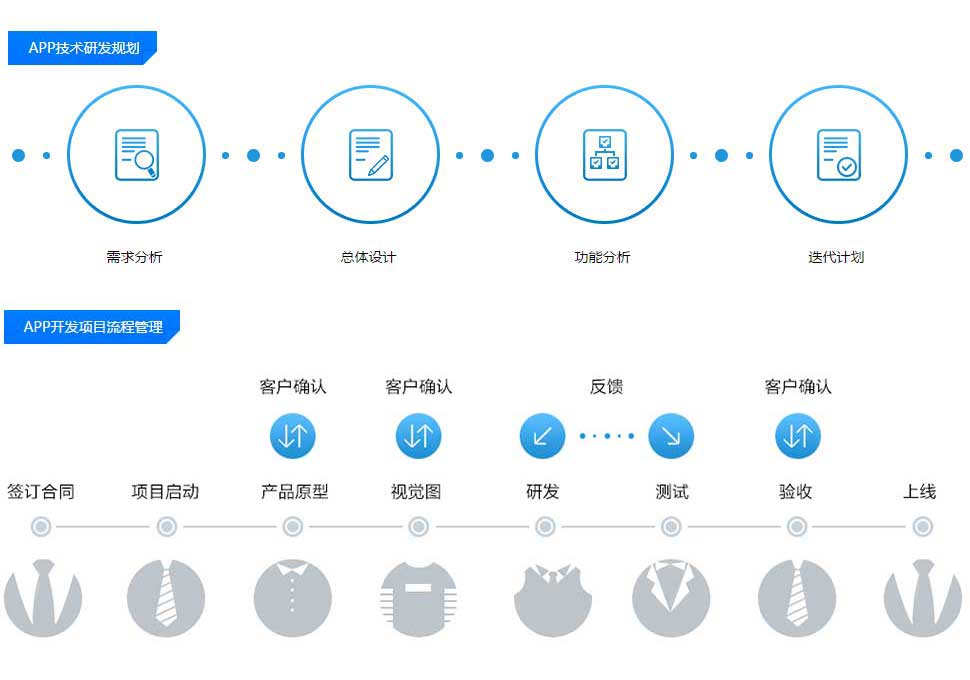 APP技术研发规划
需求分析
总体设计
功能分析
迭代计划
APP开发项目流程管理
客户确认
客户确认
反馈
客户确认
签订合同
项目启动
产品原型
视觉图
研发
测试
验收
上线